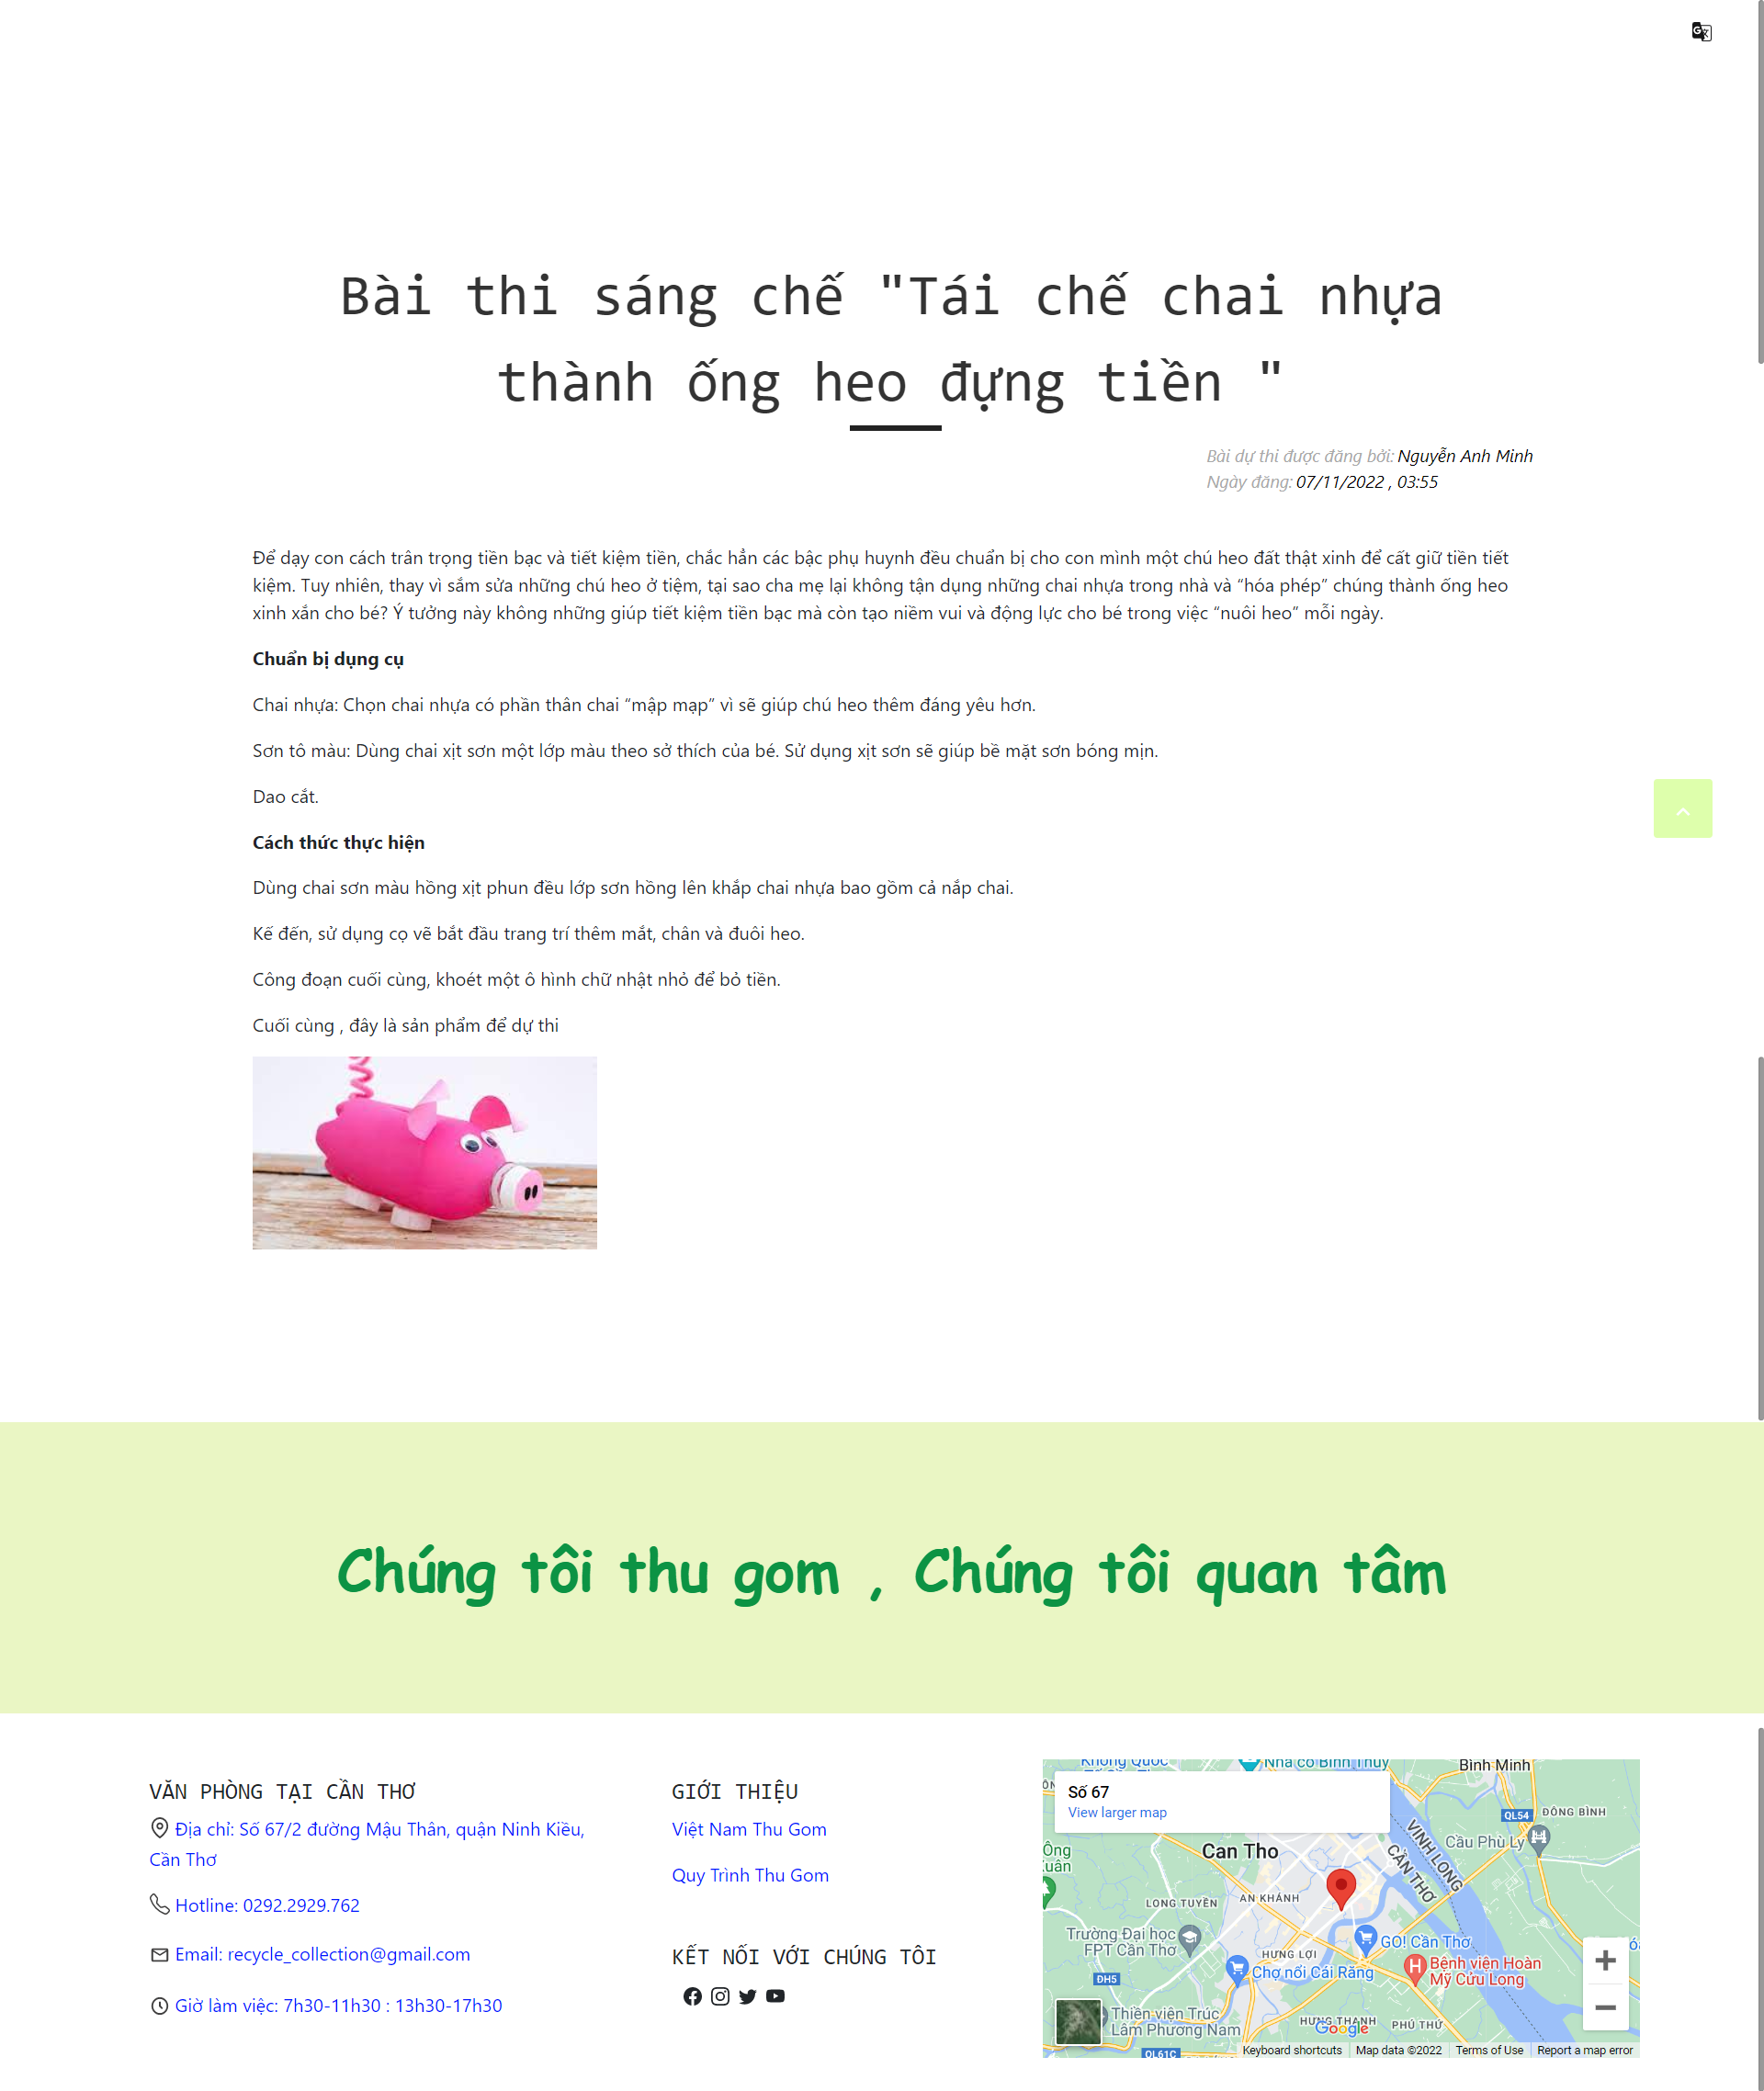 Bài thi sáng chế "Tái chế chai nhựa
thành ống heo đựng tiền "
Bài dự thi được đăng bởi: Nguyễn Anh Minh
Ngày đăng: 07/11/2022 , 03:55
Để dạy con cách trân trọng tiền bạc và tiết kiệm tiền, chắc hẳn các bậc phụ huynh đều chuẩn bị cho con mình một chú heo đất thật xinh để cất giữ tiền tiết
kiệm. Tuy nhiên, thay vì sắm sửa những chú heo ở tiệm, tại sao cha mẹ lại không tận dụng những chai nhựa trong nhà và “hóa phép” chúng thành ống heo
xinh xắn cho bé? Ý tưởng này không những giúp tiết kiệm tiền bạc mà còn tạo niềm vui và động lực cho bé trong việc “nuôi heo” mỗi ngày.
Chuẩn bị dụng cụ
Chai nhựa: Chọn chai nhựa có phần thân chai “mập mạp” vì sẽ giúp chú heo thêm đáng yêu hơn.
Sơn tô màu: Dùng chai xịt sơn một lớp màu theo sở thích của bé. Sử dụng xịt sơn sẽ giúp bề mặt sơn bóng mịn.
Dao cắt.
Cách thức thực hiện
Dùng chai sơn màu hồng xịt phun đều lớp sơn hồng lên khắp chai nhựa bao gồm cả nắp chai.
Kế đến, sử dụng cọ vẽ bắt đầu trang trí thêm mắt, chân và đuôi heo.
Công đoạn cuối cùng, khoét một ô hình chữ nhật nhỏ để bỏ tiền.
Cuối cùng , đây là sản phẩm để dự thi
Chúng tôi thu gom , Chúng tôi quan tâm
VĂN PHÒNG TẠI CẦN THƠ
Địa chỉ: Số 67/2 đường Mậu Thân, quận Ninh Kiều,
Cần Thơ
Hotline: 0292.2929.762
Email: recycle_collection@gmail.com
Giờ làm việc: 7h30-11h30 : 13h30-17h30
GIỚI THIỆU
Việt Nam Thu Gom
Quy Trình Thu Gom
KẾT NỐI VỚI CHÚNG TÔI
Nhà cổ Bình Thủy
Bình Minh
Số 67
View larger map
QL54
ĐÔNG BÌNH
Cầu Phù Ly
VINH LONG
CẦN THƠ
Can Tho
AN KHÁNH
LONG TUYỀN
Trường Đại học
FPT Cần Thơ
HƯNG LỢI
GO! Cần Thơ
Bệnh viện Hoàn
Mỹ Cửu Long
Chợ nổi Cái Răng
ĐH5
Thiền viện Trúc
Lâm Phương Nam
HƯNG THẠNH
PHÚ THỨ
Google
QL61C
Keyboard shortcuts
Map data ©2022
Terms of Use
Report a map error